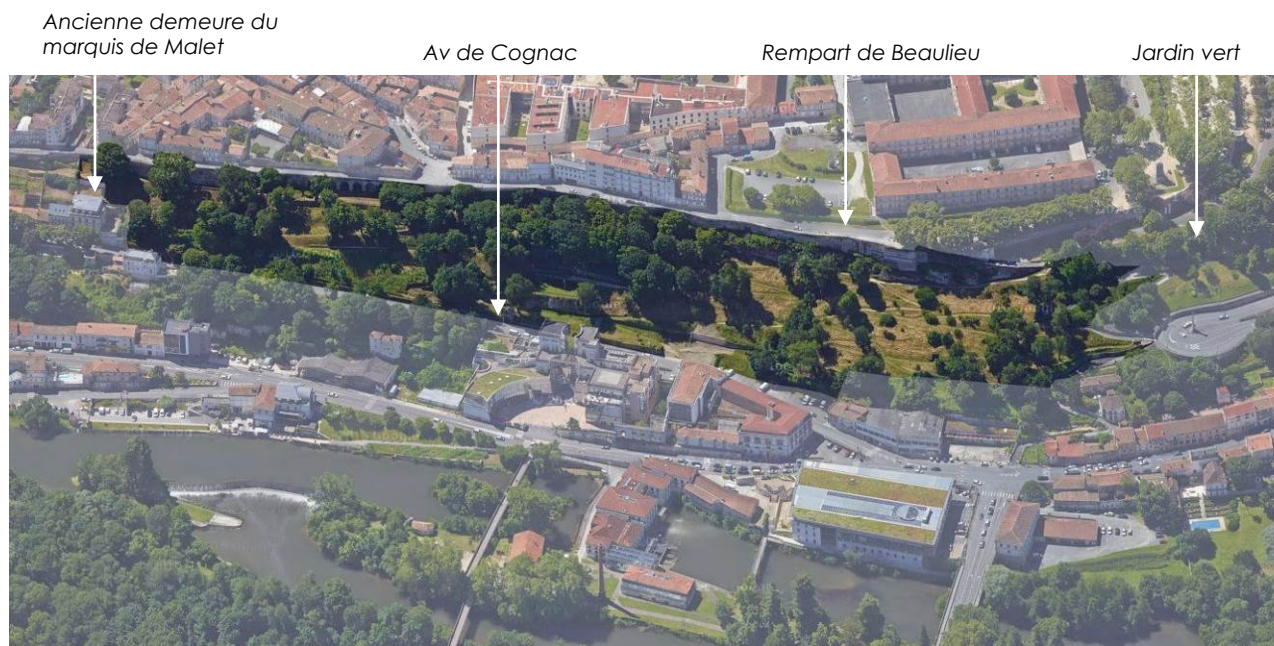 Ancienne demeure du
marquis de Malet
Av de Cognac
Rempart de Beaulieu
Jardin vert